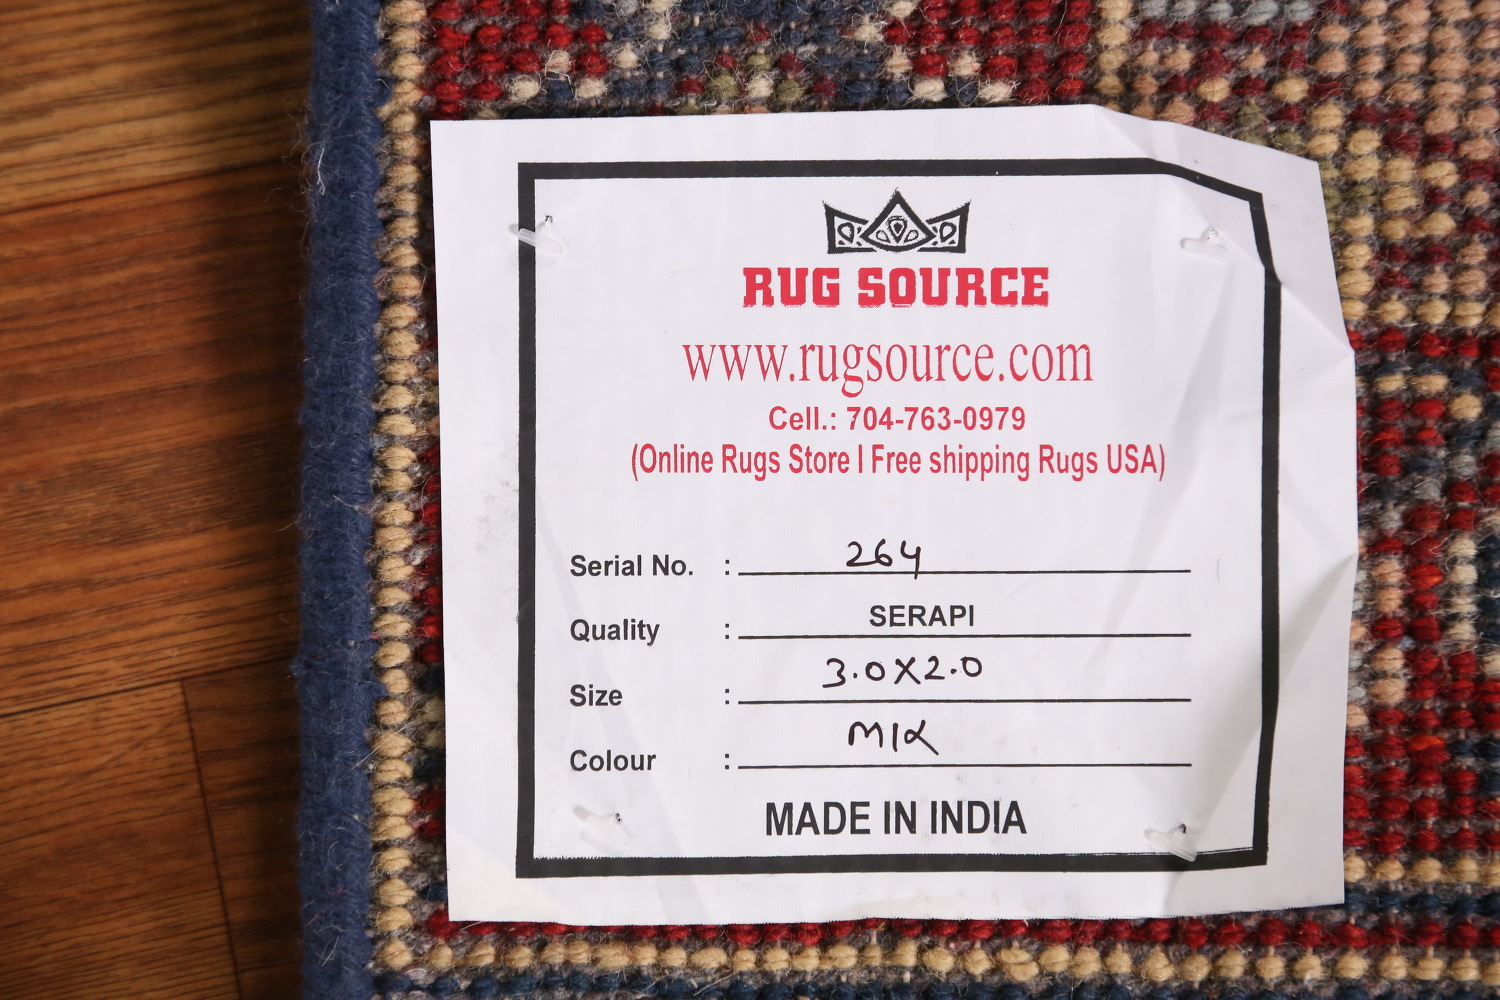 RUG SOURCE
www.rugsource.com
Cell.: 704-763-0979
(Online Rugs Store I Free shipping Rugs USA)
Serial No. : 264
Quality : SERAPI
Size : 3.0X2.0
Colour : MIX
MADE IN INDIA